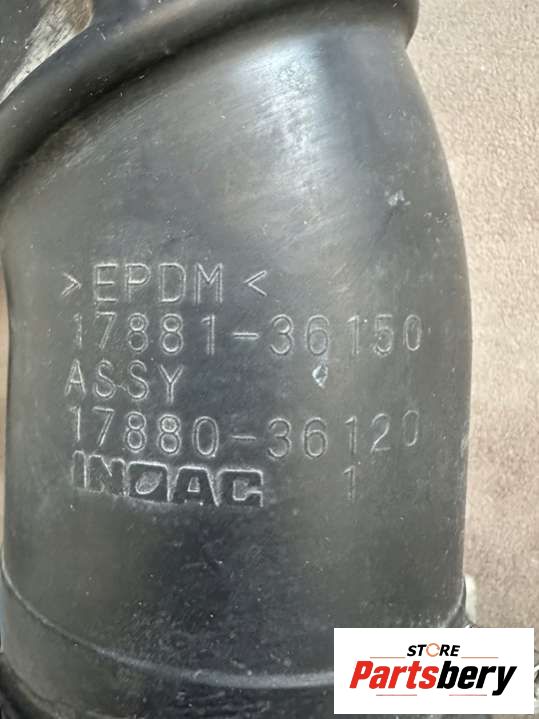 >EPDM<
17881-36150
ASSY
17880-36120
INOAC 1
STORE
Partsbery